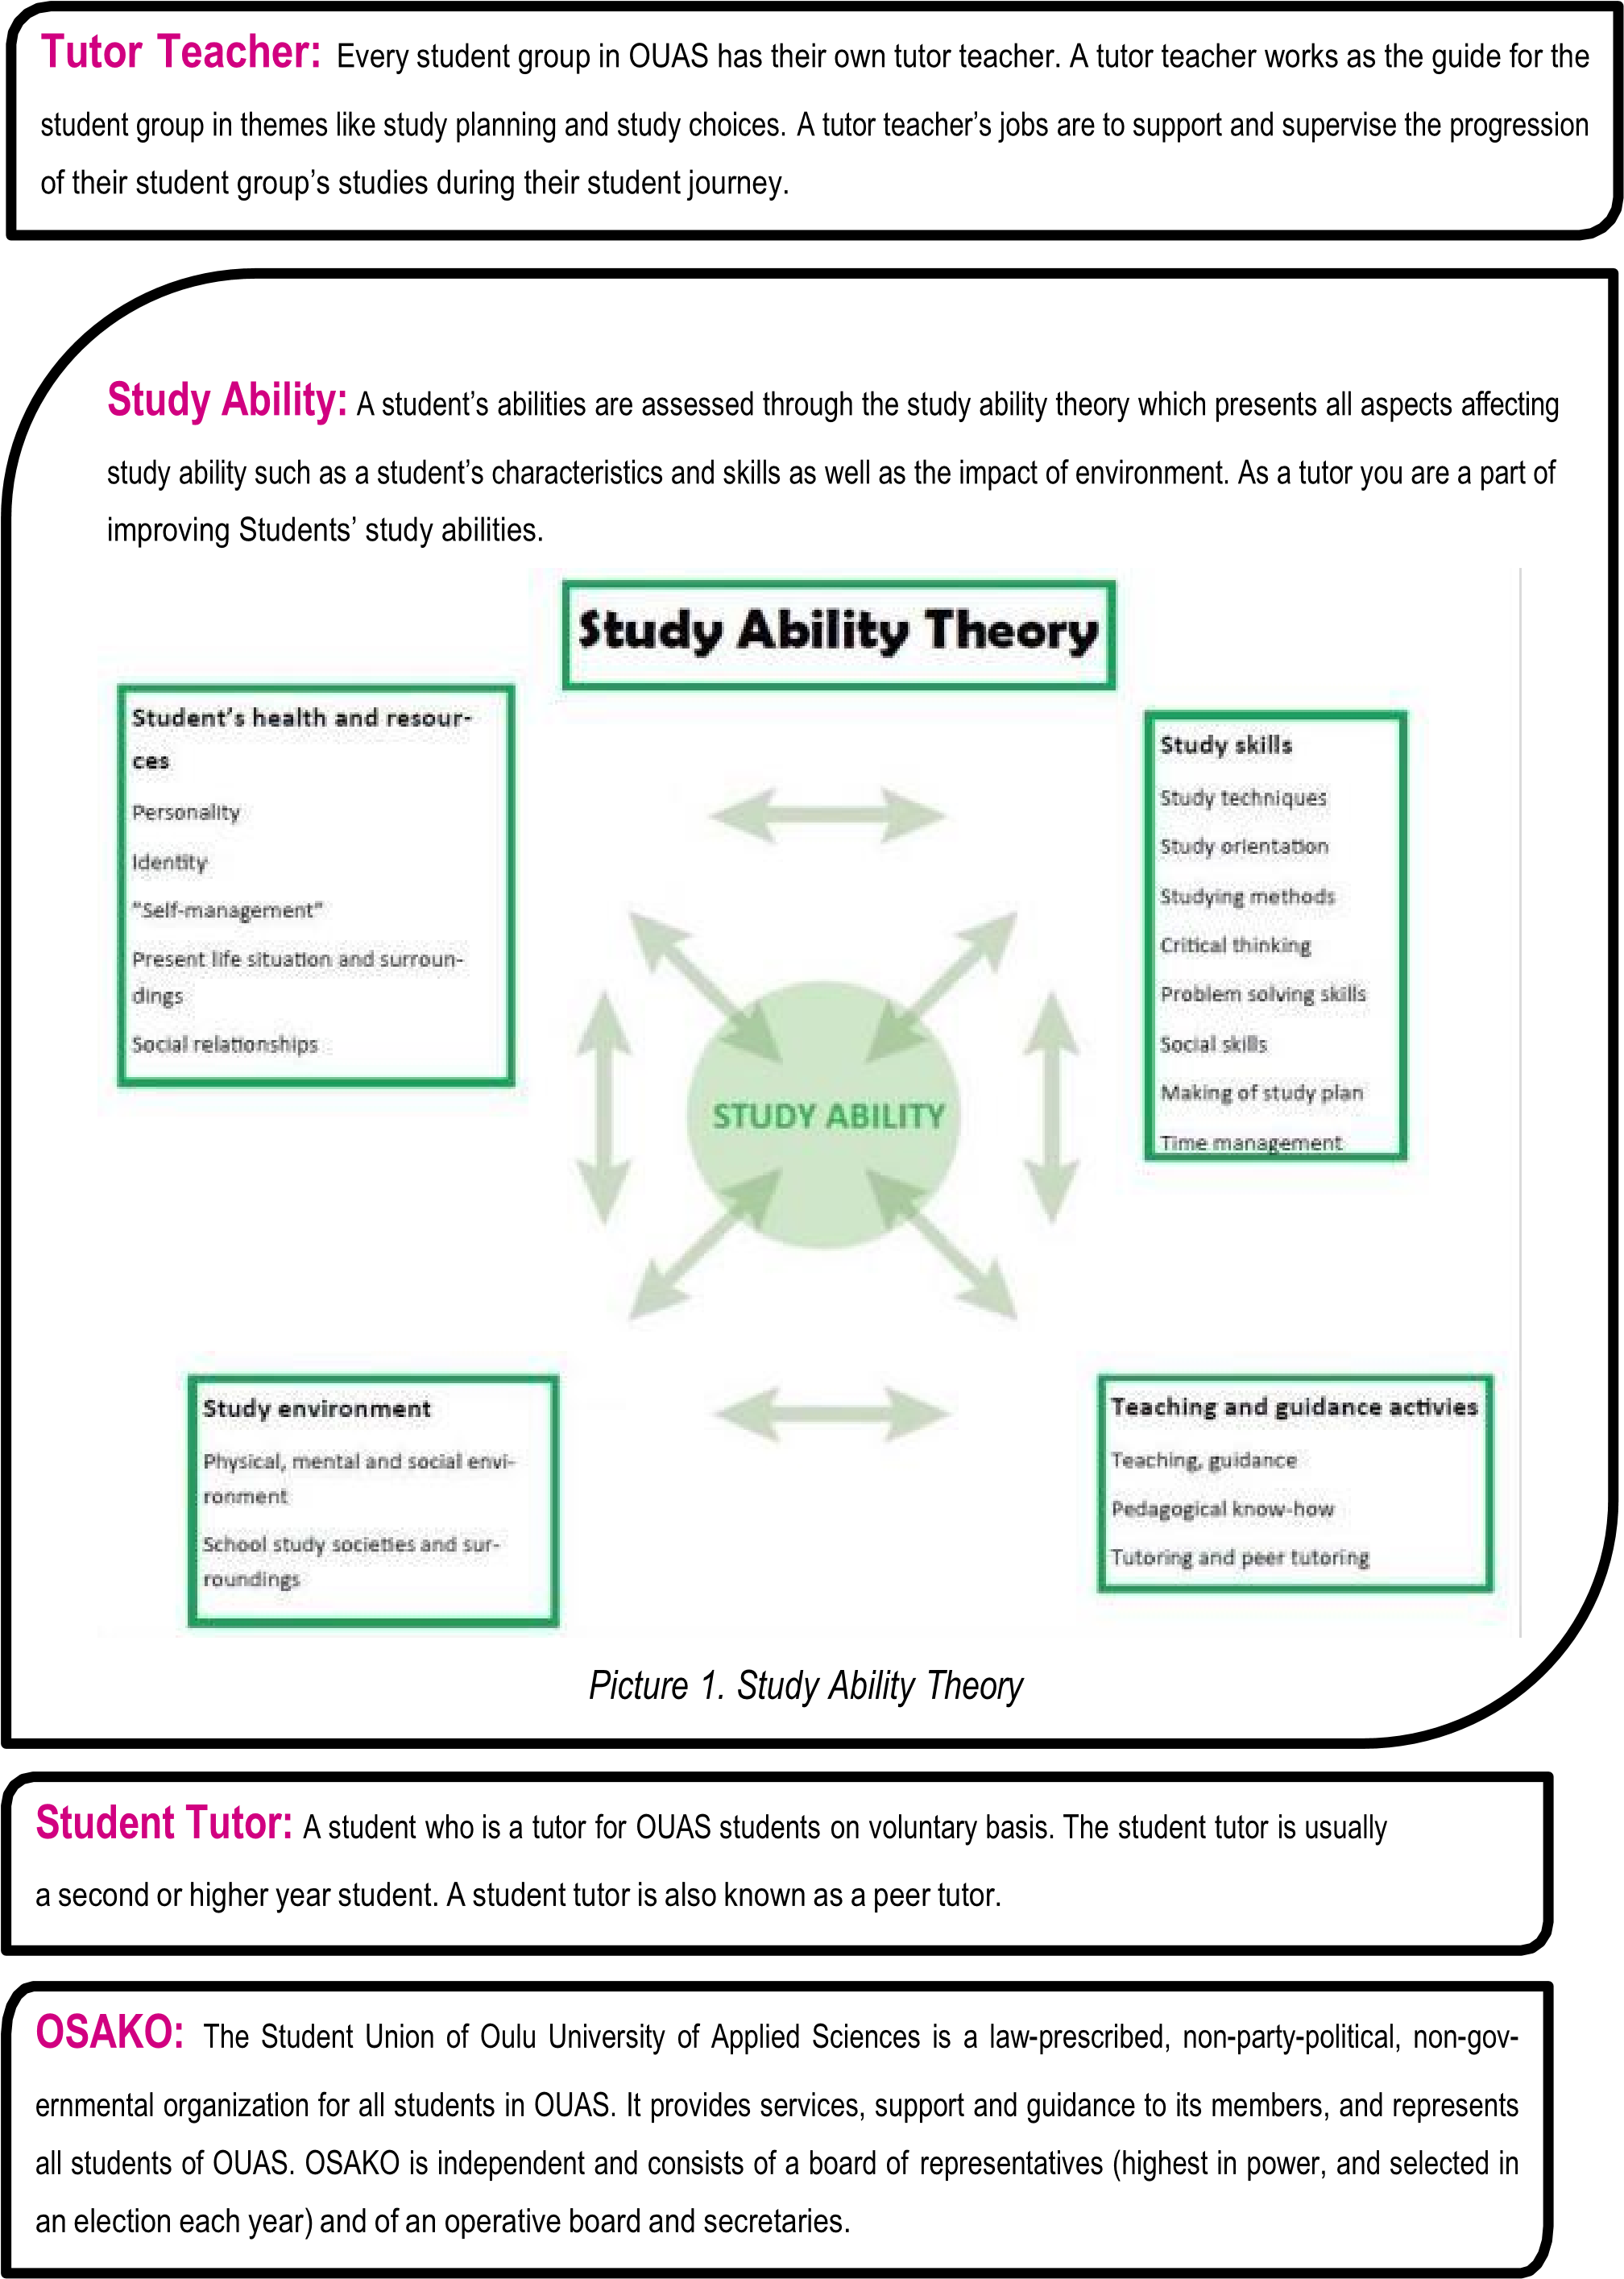 Tutor Teacher: Every student group in OUAS has their own tutor teacher. A tutor teacher works as the guide for the
student group in themes like study planning and study choices. A tutor teacher’s jobs are to support and supervise the progression
of their student group’s studies during their student journey.
Study Ability: A student’s abilities are assessed through the study ability theory which presents all aspects affecting
study ability such as a student’s characteristics and skills as well as the impact of environment. As a tutor you are a part of
improving Students’ study abilities.
Study Ability Theory
Student’s health and resour-
ces
Personality
Identity
"Self-management"
Present life situation and surroun-
dings
Social relationships
Study skills
Study techniques
Study orientation
Studying methods
Critical thinking
Problem solving skills
Social skills
Making of study plan
Time management
STUDY ABILITY
Study environment
Physical, mental and social envi-
ronment
School study societies and sur-
roundings
Teaching and guidance activies
Teaching, guidance
Pedagogical know-how
Tutoring and peer tutoring
Picture 1. Study Ability Theory
Student Tutor: A student who is a tutor for OUAS students on voluntary basis. The student tutor is usually
a second or higher year student. A student tutor is also known as a peer tutor.
OSAKO: The Student Union of Oulu University of Applied Sciences is a law-prescribed, non-party-political, non-gov-
ernmental organization for all students in OUAS. It provides services, support and guidance to its members, and represents
all students of OUAS. OSAKO is independent and consists of a board of representatives (highest in power, and selected in
an election each year) and of an operative board and secretaries.